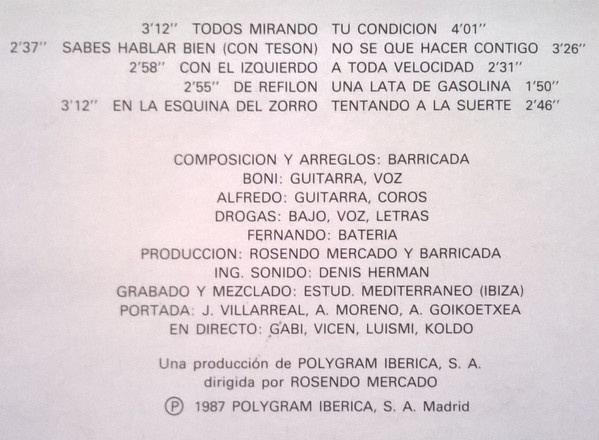 3'12'' TODOS MIRANDO TU CONDICION 4'01''
2'37'' SABES HABLAR BIEN (CON TESON) NO SE QUE HACER CONTIGO 3'26''
2'58'' CON EL IZQUIERDO A TODA VELOCIDAD 2'31''
2'55'' DE REFILON UNA LATA DE GASOLINA 1'50''
3'12'' EN LA ESQUINA DEL ZORRO TENTANDO A LA SUERTE 2'46''
COMPOSICION Y ARREGLOS: BARRICADA
BONI: GUITARRA, VOZ
ALFREDO: GUITARRA, COROS
DROGAS: BAJO, VOZ, LETRAS
FERNANDO: BATERIA
PRODUCCION: ROSENDO MERCADO Y BARRICADA
ING. SONIDO: DENIS HERMAN
GRABADO Y MEZCLADO: ESTUD. MEDITERRANEO (IBIZA)
PORTADA: J. VILLARREAL, A. MORENO, A. GOIKOETXEA
EN DIRECTO: GABI, VICEN, LUISMI, KOLDO
Una producción de POLYGRAM IBERICA, S. A.
dirigida por ROSENDO MERCADO
Ⓟ 1987 POLYGRAM IBERICA, S. A. Madrid